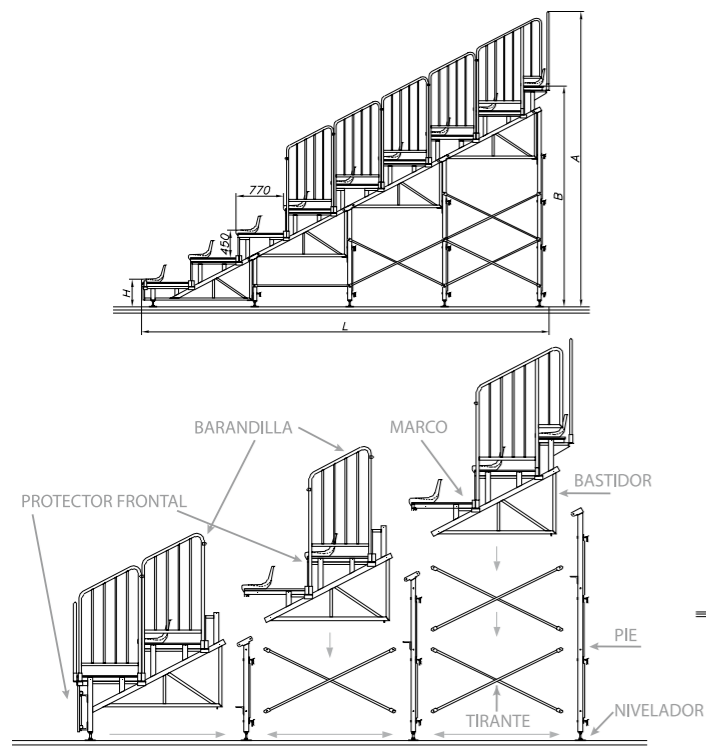 A
B
770
450
H
L
BARANDILLA
MARCO
BASTIDOR
PROTECTOR FRONTAL
PIE
TIRANTE
NIVELADOR